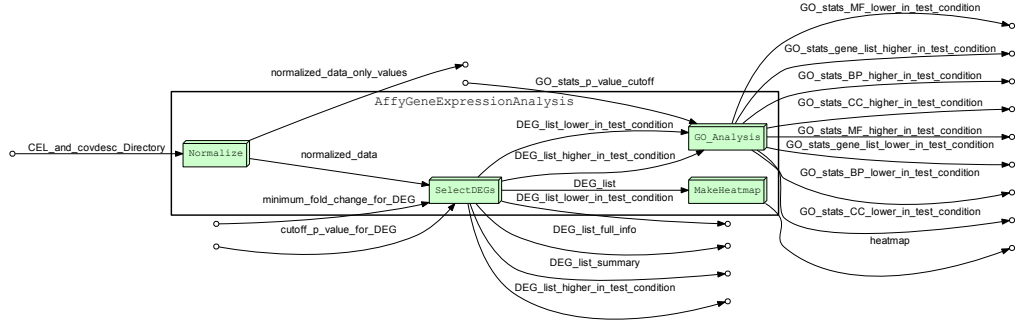 GO_stats_MF_lower_in_test_condition
GO_stats_gene_list_higher_in_test_condition
normalized_data_only_values
GO_stats_p_value_cutoff
GO_stats_BP_higher_in_test_condition
AffyGeneExpressionAnalysis
GO_stats_CC_higher_in_test_condition
DEG_list_lower_in_test_condition
GO_stats_MF_higher_in_test_condition
GO_Analysis
CEL_and_covdesc_Directory
Normalize
GO_stats_gene_list_lower_in_test_condition
normalized_data
DEG_list_higher_in_test_condition
GO_stats_BP_lower_in_test_condition
SelectDEGs
DEG_list
MakeHeatmap
minimum_fold_change_for_DEG
DEG_list_lower_in_test_condition
GO_stats_CC_lower_in_test_condition
cutoff_p_value_for_DEG
DEG_list_full_info
heatmap
DEG_list_summary
DEG_list_higher_in_test_condition